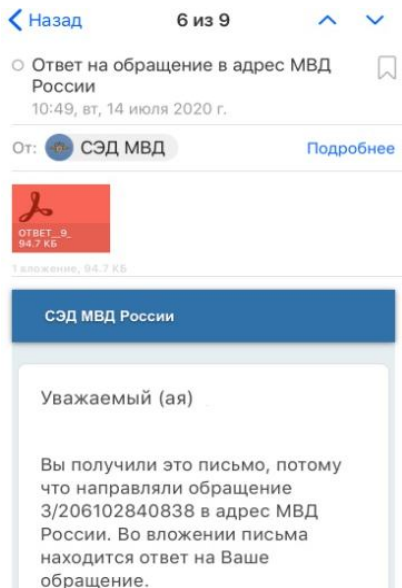 Назад 6 из 9
Ответ на обращение в адрес МВД
России
10:49, вт, 14 июля 2020 г.
От: СЭД МВД Подробнее
ОТВЕТ__9_
94.7 КБ
1 вложение, 94.7 КБ
СЭД МВД России
Уважаемый (ая)
Вы получили это письмо, потому
что направляли обращение
3/206102840838 в адрес МВД
России. Во вложении письма
находится ответ на Ваше
обращение.